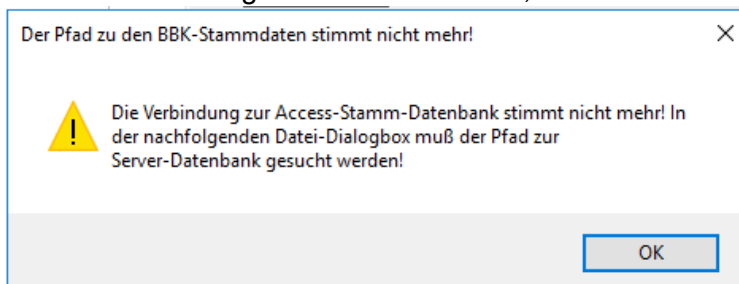 Der Pfad zu den BBK-Stammdaten stimmt nicht mehr!
Die Verbindung zur Access-Stamm-Datenbank stimmt nicht mehr! In
der nachfolgenden Datei-Dialogbox muß der Pfad zur
Server-Datenbank gesucht werden!
OK